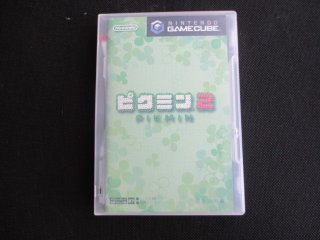 Nintendo
NINTENDO
GAMECUBE
ピクミン2
PIKMIN